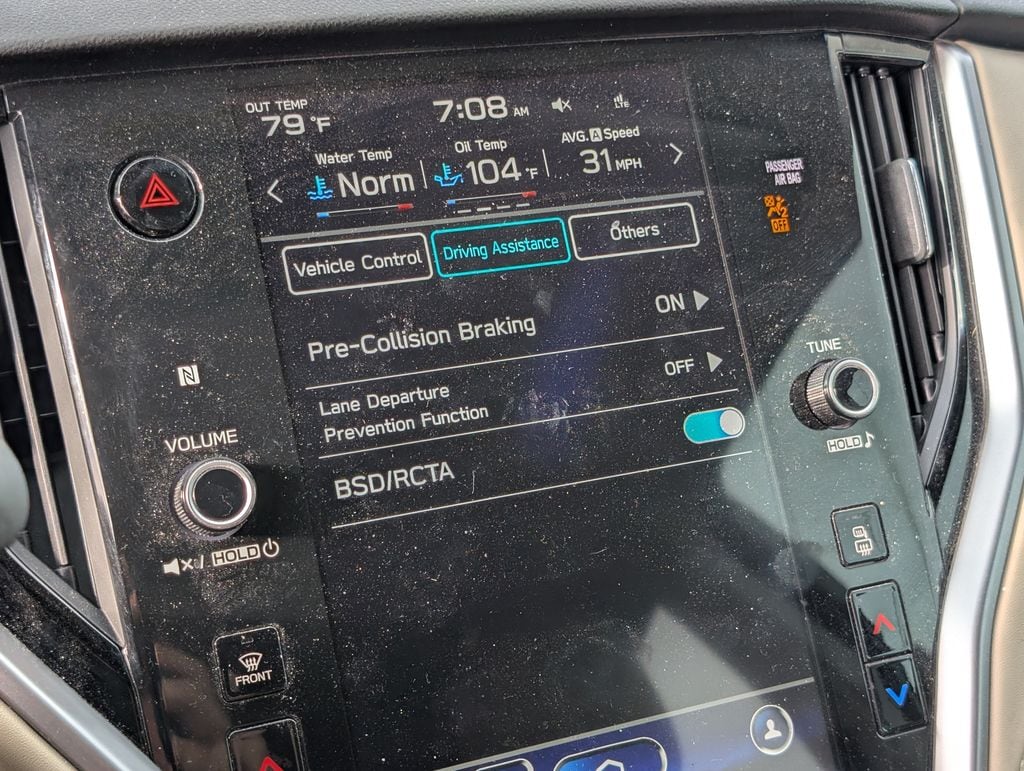 OUT TEMP
79 °F
7:08 AM
LTE
Water Temp
Norm
Oil Temp
104 °F
AVG. A Speed
31 MPH
PASSENGER
AIR BAG
2
OFF
Vehicle Control
Driving Assistance
Others
Pre-Collision Braking
ON
Lane Departure
Prevention Function
OFF
BSD/RCTA
N
VOLUME
/ HOLD
TUNE
HOLD
FRONT